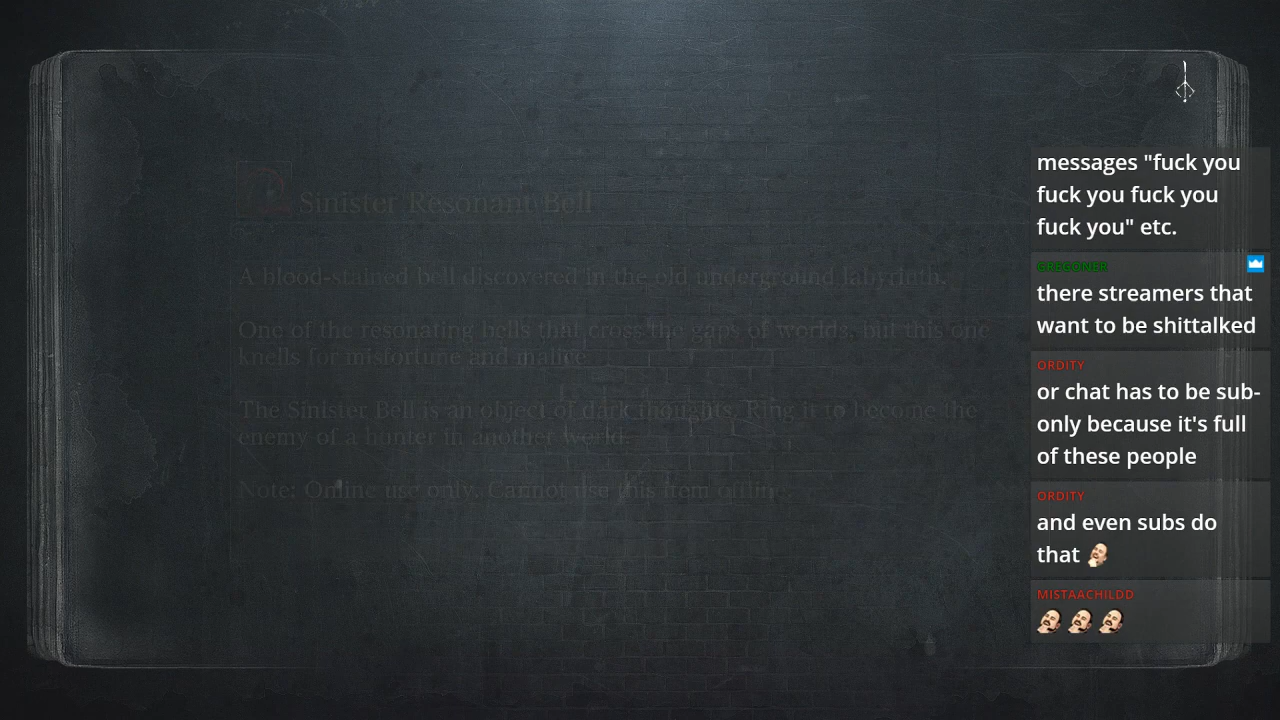 Sinister Resonant Bell
A blood-stained bell discovered in the old underground labyrinth.
One of the resonating bells that cross the gaps of worlds, but this one
knells for misfortune and malice.
The Sinister Bell is an object of dark thoughts. Ring it to become the
enemy of a hunter in another world.
Note: Online use only. Cannot use this item offline.
messages "fuck you
fuck you fuck you
fuck you" etc.
GREGONER
there streamers that
want to be shittalked
ORDITY
or chat has to be sub-
only because it's full
of these people
ORDITY
and even subs do
that
MISTAACHILDD